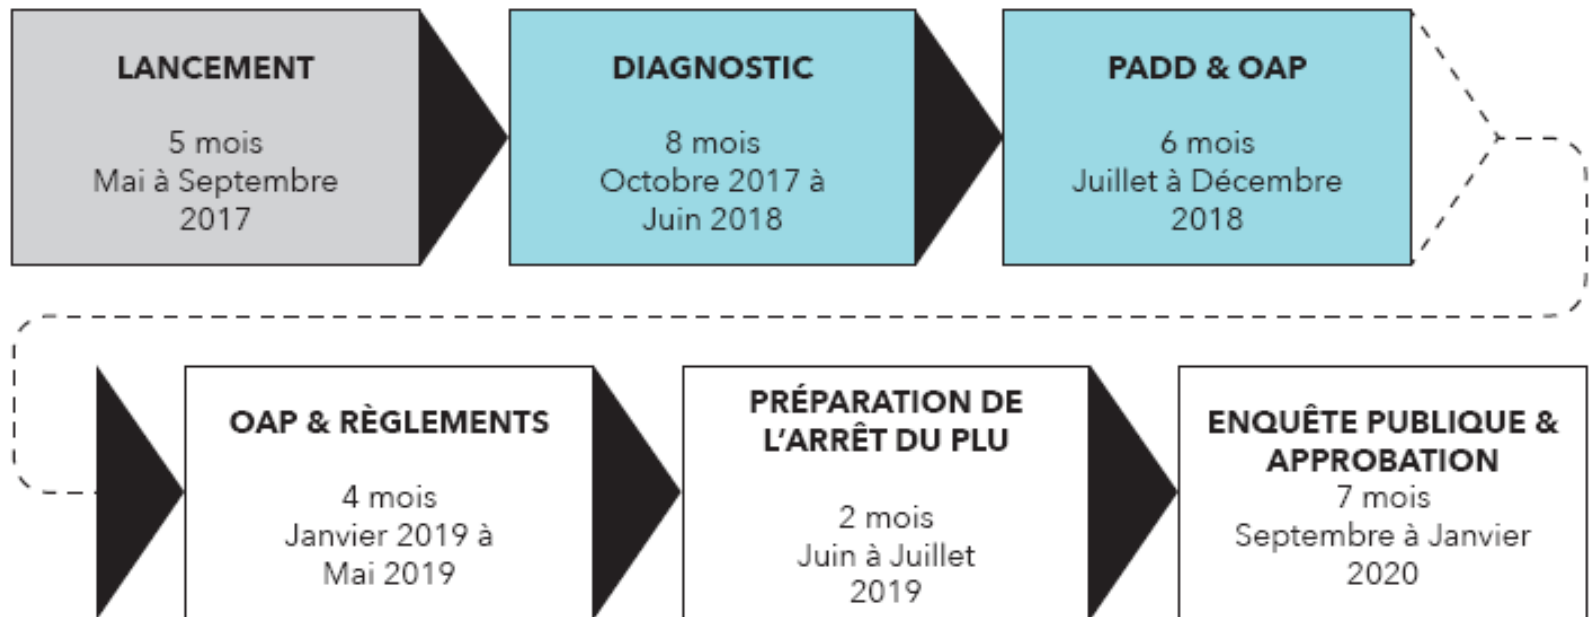 LANCEMENT
5 mois
Mai à Septembre
2017
DIAGNOSTIC
8 mois
Octobre 2017 à
Juin 2018
PADD & OAP
6 mois
Juillet à Décembre
2018
OAP & RÈGLEMENTS
4 mois
Janvier 2019 à
Mai 2019
PRÉPARATION DE
L’ARRÊT DU PLU
2 mois
Juin à Juillet
2019
ENQUÊTE PUBLIQUE &
APPROBATION
7 mois
Septembre à Janvier
2020